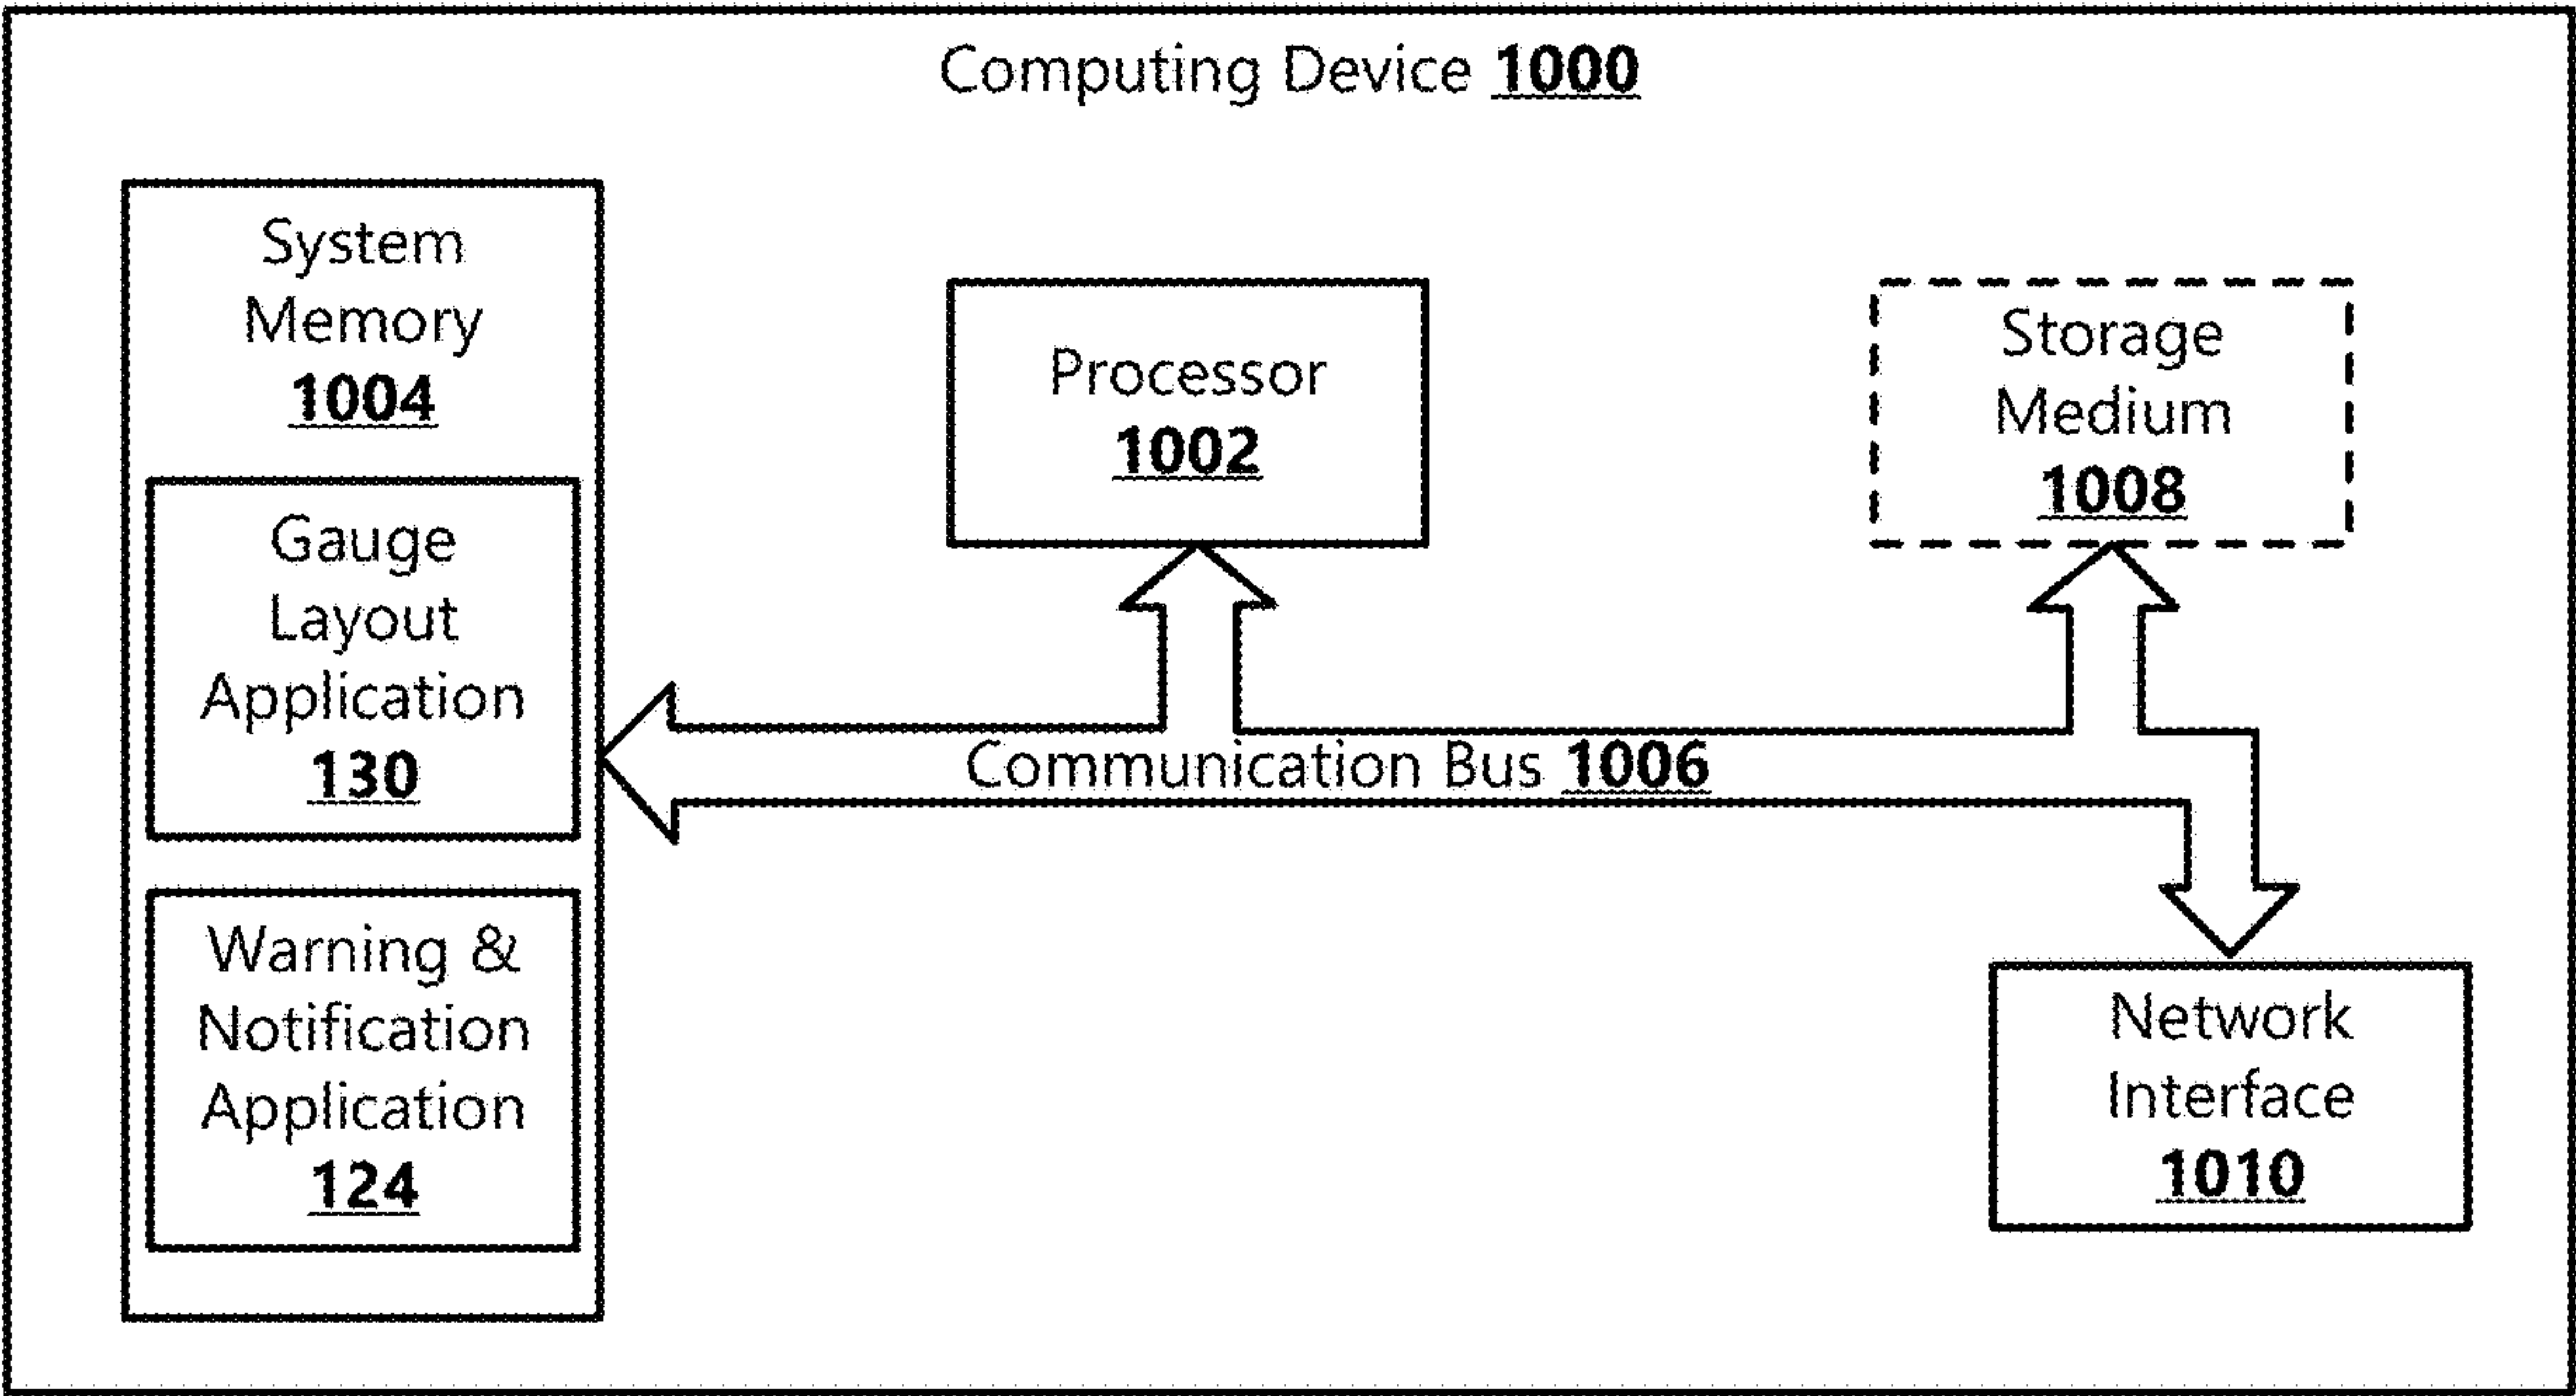 Computing Device 1000
System
Memory
1004
Gauge
Layout
Application
130
Warning &
Notification
Application
124
Processor
1002
Storage
Medium
1008
Communication Bus 1006
Network
Interface
1010